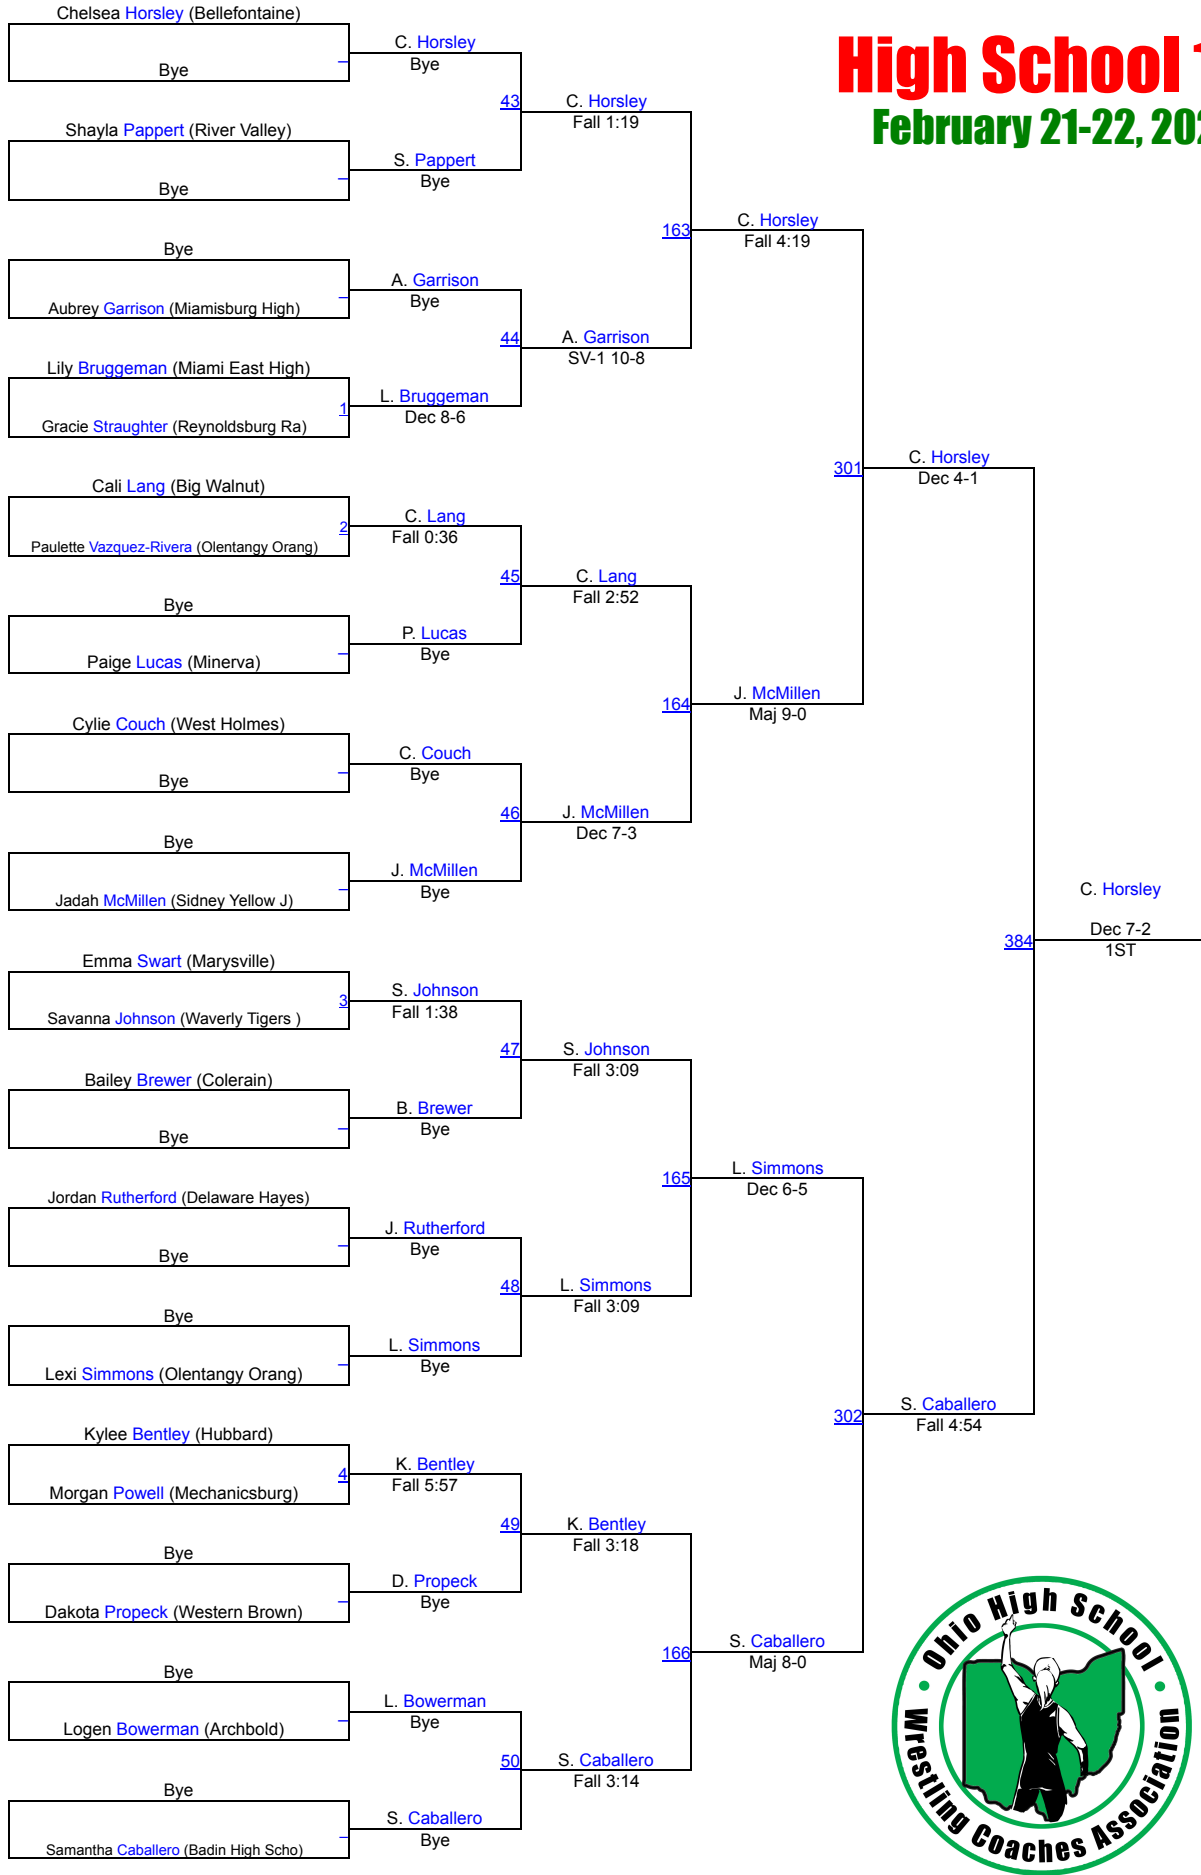 High School 1
February 21-22, 202
Chelsea Horsley (Bellefontaine)
Bye
C. Horsley
Bye
43
Shayla Pappert (River Valley)
Bye
S. Pappert
Bye
C. Horsley
Fall 1:19
163
Bye
Aubrey Garrison (Miamisburg High)
A. Garrison
Bye
44
Lily Bruggeman (Miami East High)
1
Gracie Straughter (Reynoldsburg Ra)
L. Bruggeman
Dec 8-6
A. Garrison
SV-1 10-8
C. Horsley
Fall 4:19
301
Cali Lang (Big Walnut)
2
Paulette Vazquez-Rivera (Olentangy Orang)
C. Lang
Fall 0:36
45
Bye
Paige Lucas (Minerva)
P. Lucas
Bye
C. Lang
Fall 2:52
164
Cylie Couch (West Holmes)
Bye
C. Couch
Bye
46
Bye
Jadah McMillen (Sidney Yellow J)
J. McMillen
Bye
J. McMillen
Dec 7-3
J. McMillen
Maj 9-0
C. Horsley
Dec 4-1
384
C. Horsley
Dec 7-2
1ST
Emma Swart (Marysville)
3
Savanna Johnson (Waverly Tigers )
S. Johnson
Fall 1:38
47
Bailey Brewer (Colerain)
Bye
B. Brewer
Bye
S. Johnson
Fall 3:09
165
Jordan Rutherford (Delaware Hayes)
Bye
J. Rutherford
Bye
48
Bye
Lexi Simmons (Olentangy Orang)
L. Simmons
Bye
L. Simmons
Fall 3:09
L. Simmons
Dec 6-5
302
Kylee Bentley (Hubbard)
4
Morgan Powell (Mechanicsburg)
K. Bentley
Fall 5:57
49
Bye
Dakota Propeck (Western Brown)
D. Propeck
Bye
K. Bentley
Fall 3:18
166
Bye
Logen Bowerman (Archbold)
L. Bowerman
Bye
50
Bye
Samantha Caballero (Badin High Scho)
S. Caballero
Bye
S. Caballero
Fall 3:14
S. Caballero
Maj 8-0
S. Caballero
Fall 4:54
Ohio High School
Wrestling Coaches Association